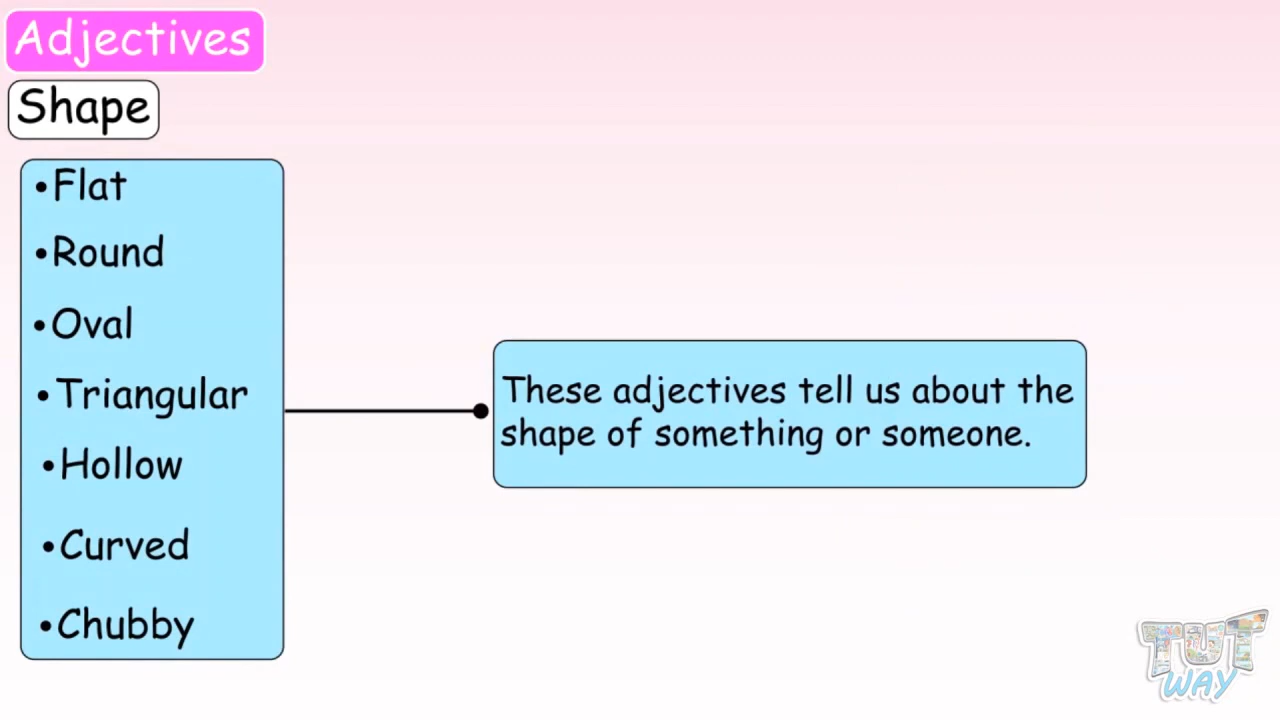 Adjectives
Shape
•Flat
•Round
•Oval
•Triangular
•Hollow
•Curved
•Chubby
These adjectives tell us about the
shape of something or someone.
TUT
WAY